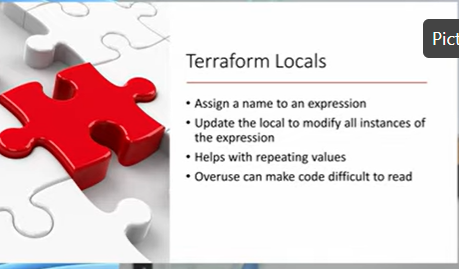 Pict
Terraform Locals
• Assign a name to an expression
• Update the local to modify all instances of
the expression
• Helps with repeating values
• Overuse can make code difficult to read